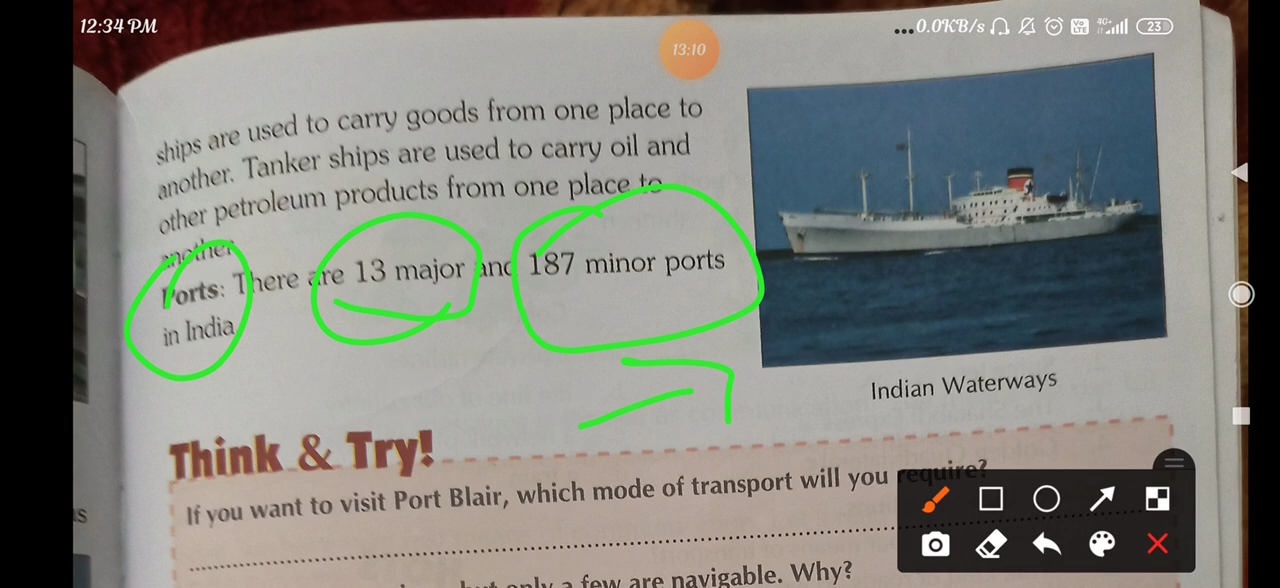 12:34 PM
...0.0KB/s 4G+ 23
13:10
ships are used to carry goods from one place to
another. Tanker ships are used to carry oil and
other petroleum products from one place to
another.
Ports: There are 13 major and 187 minor ports
in India
Indian Waterways
Think & Try!
If you want to visit Port Blair, which mode of transport will you require?
but only a few are navigable. Why?